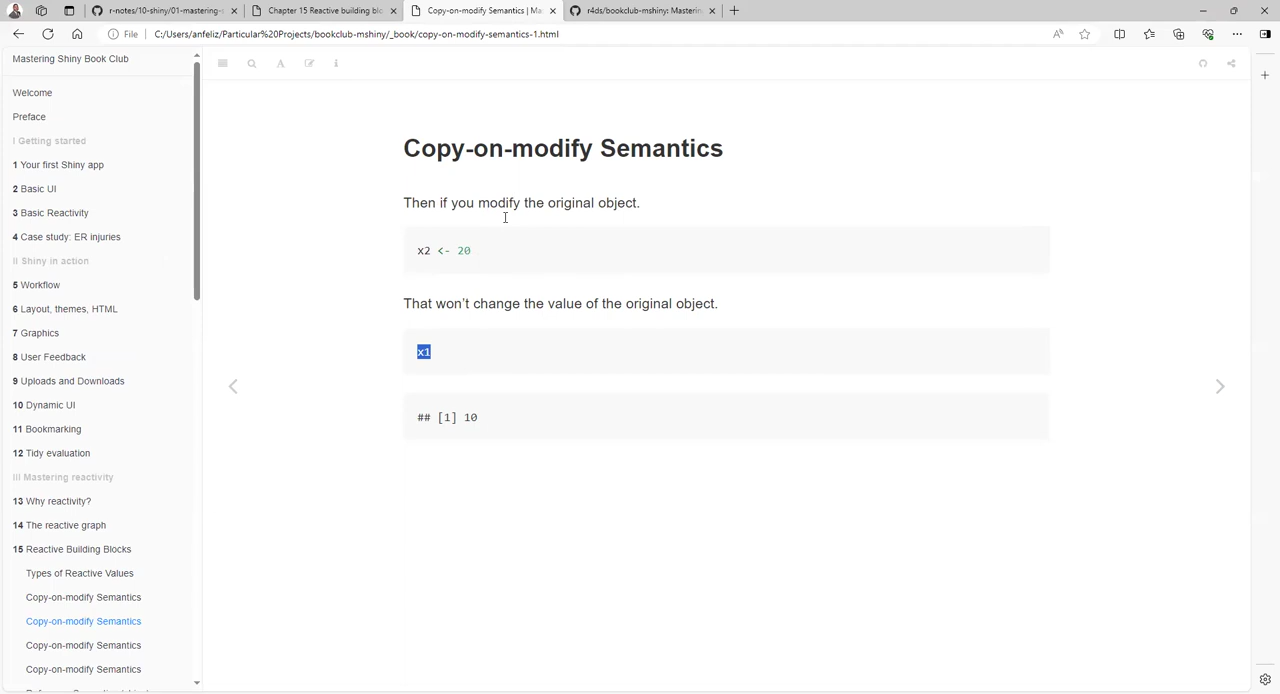 r-notes/10-shiny/01-mastering-s
Chapter 15 Reactive building blo
Copy-on-modify Semantics | Ma
r4ds/bookclub-mshiny: Mastering
File
C:/Users/anfeliz/Particular%20Projects/bookclub-mshiny/_book/copy-on-modify-semantics-1.html
Mastering Shiny Book Club
Welcome
Preface
I Getting started
1 Your first Shiny app
2 Basic UI
3 Basic Reactivity
4 Case study: ER injuries
II Shiny in action
5 Workflow
6 Layout, themes, HTML
7 Graphics
8 User Feedback
9 Uploads and Downloads
10 Dynamic UI
11 Bookmarking
12 Tidy evaluation
III Mastering reactivity
13 Why reactivity?
14 The reactive graph
15 Reactive Building Blocks
Types of Reactive Values
Copy-on-modify Semantics
Copy-on-modify Semantics
Copy-on-modify Semantics
Copy-on-modify Semantics
Copy-on-modify Semantics
Then if you modify the original object.
x2 <- 20
That won’t change the value of the original object.
x1
## [1] 10